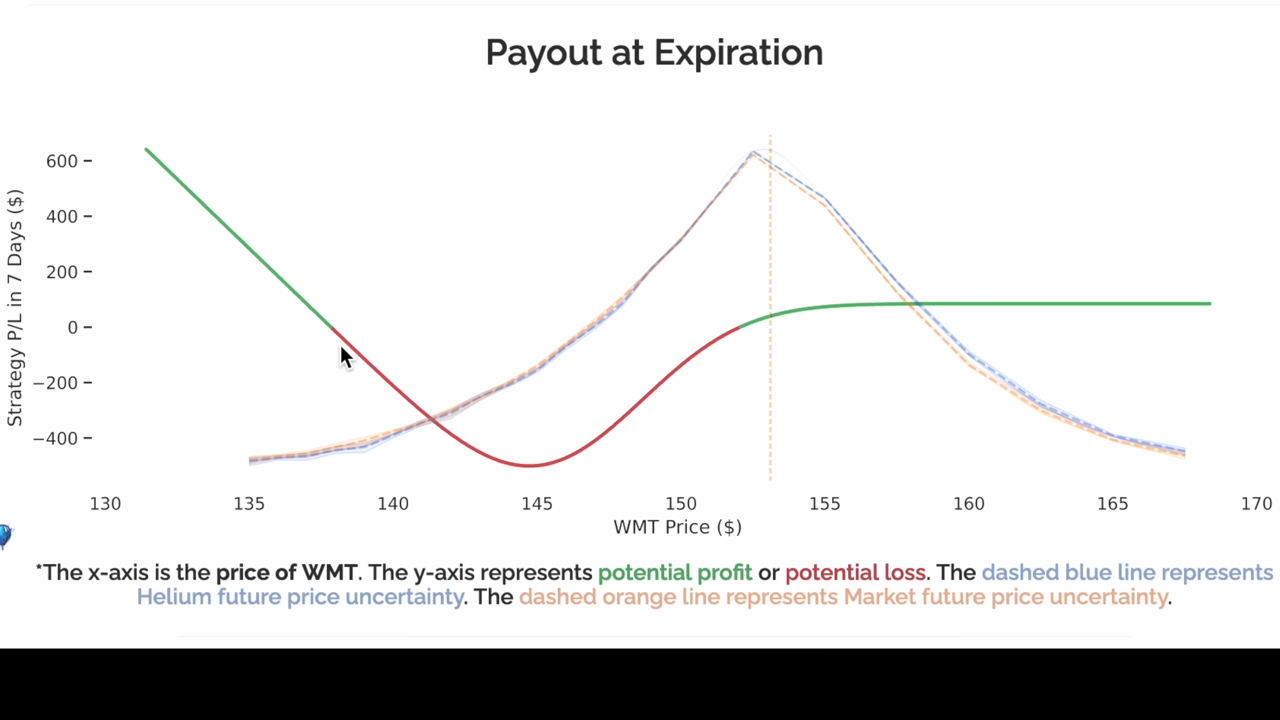 Payout at Expiration
Strategy P/L in 7 Days ($)
600
400
200
0
−200
−400
130 135 140 145 150 155 160 165 170
WMT Price ($)
*The x-axis is the price of WMT. The y-axis represents potential profit or potential loss. The dashed blue line represents
Helium future price uncertainty. The dashed orange line represents Market future price uncertainty.